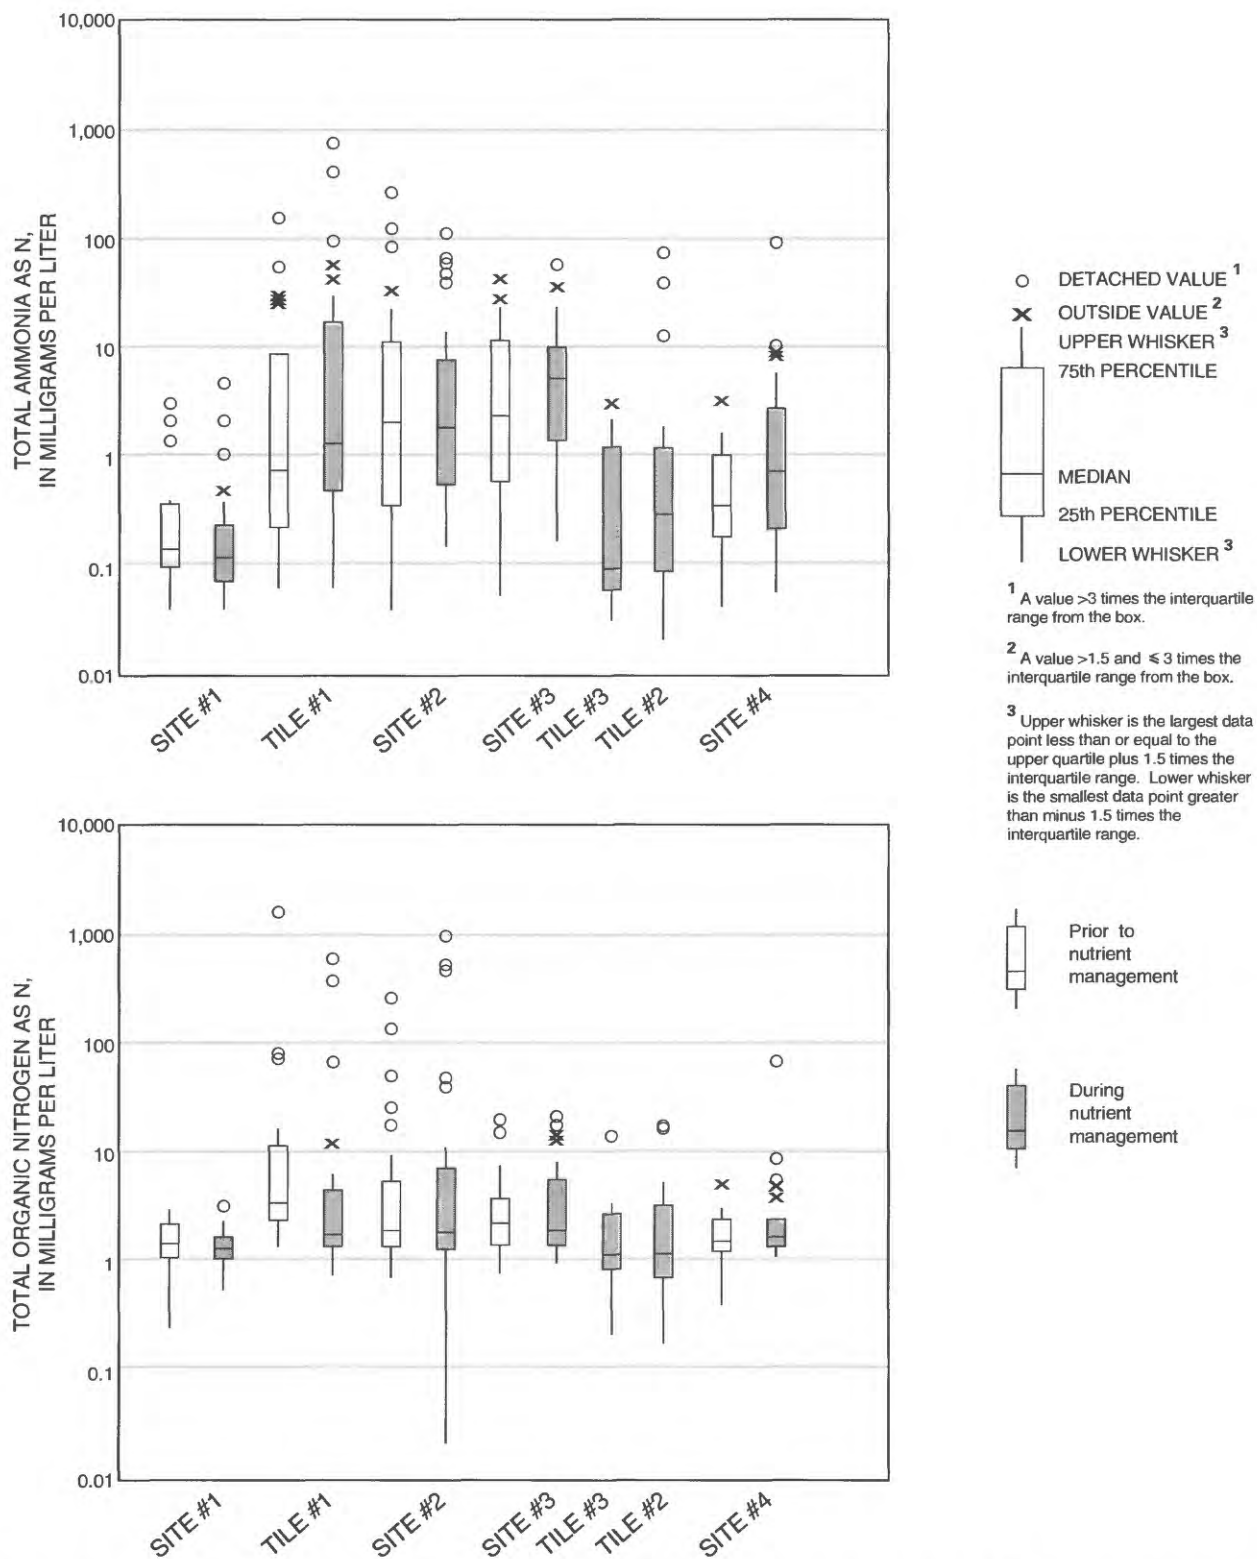 10,000
1,000
100
10
1
0.1
0.01
TOTAL AMMONIA AS N,
IN MILLIGRAMS PER LITER
SITE #1
TILE #1
SITE #2
SITE #3
TILE #3
TILE #2
SITE #4
DETACHED VALUE 1
OUTSIDE VALUE 2
UPPER WHISKER 3
75th PERCENTILE
MEDIAN
25th PERCENTILE
LOWER WHISKER 3
1 A value >3 times the interquartile
range from the box.
2 A value >1.5 and ⩽ 3 times the
interquartile range from the box.
3 Upper whisker is the largest data
point less than or equal to the
upper quartile plus 1.5 times the
interquartile range. Lower whisker
is the smallest data point greater
than minus 1.5 times the
interquartile range.
Prior to
nutrient
management
During
nutrient
management
10,000
1,000
100
10
1
0.1
0.01
TOTAL ORGANIC NITROGEN AS N,
IN MILLIGRAMS PER LITER
SITE #1
TILE #1
SITE #2
SITE #3
TILE #3
TILE #2
SITE #4